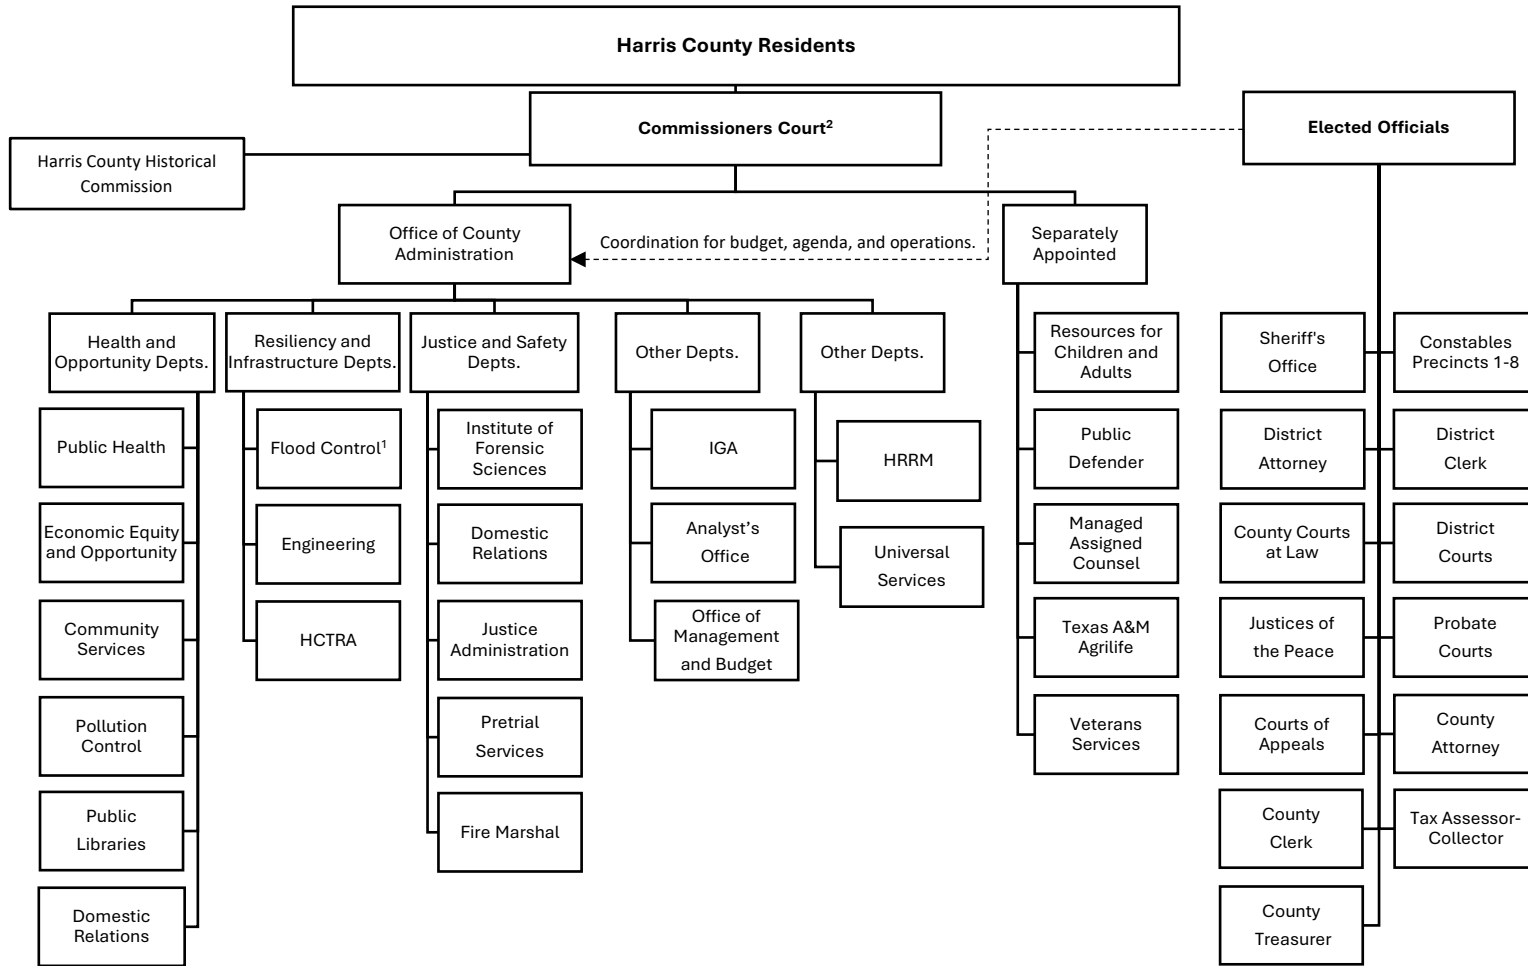 Harris County Residents
Commissioners Court²
Elected Officials
Harris County Historical
Commission
Office of County
Administration
Coordination for budget, agenda, and operations.
Separately
Appointed
Health and
Opportunity Depts.
Resiliency and
Infrastructure Depts.
Justice and Safety
Depts.
Other Depts.
Other Depts.
Public Health
Economic Equity
and Opportunity
Community
Services
Pollution
Control
Public
Libraries
Domestic
Relations
Flood Control¹
Engineering
HCTRA
Institute of
Forensic
Sciences
Domestic
Relations
Justice
Administration
Pretrial
Services
Fire Marshal
IGA
Analyst’s
Office
Office of
Management
and Budget
HRRM
Universal
Services
Resources for
Children and
Adults
Public
Defender
Managed
Assigned
Counsel
Texas A&M
Agrilife
Veterans
Services
Sheriff's
Office
Constables
Precincts 1-8
District
Attorney
District
Clerk
County Courts
at Law
District
Courts
Justices of
the Peace
Probate
Courts
Courts of
Appeals
County
Attorney
County
Clerk
Tax Assessor-
Collector
County
Treasurer